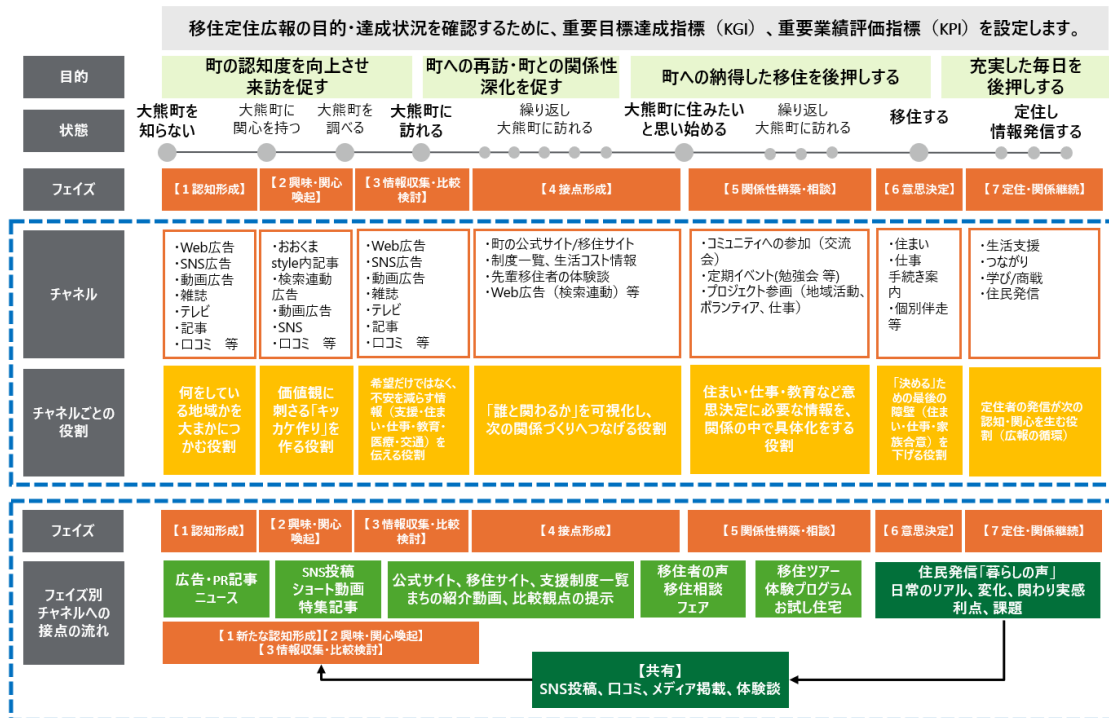 移住定住広報の目的・達成状況を確認するために、重要目標達成指標（KGI）、重要業績評価指標（KPI）を設定します。
目的
町の認知度を向上させ
来訪を促す
町への再訪・町との関係性
深化を促す
町への納得した移住を後押しする
充実した毎日を
後押しする
状態
大熊町を
知らない
大熊町に
関心を持つ
大熊町を
調べる
大熊町に
訪れる
繰り返し
大熊町に訪れる
大熊町に住みたい
と思い始める
繰り返し
大熊町に訪れる
移住する
定住し
情報発信する
フェイズ
【１認知形成】
【２興味・関心
喚起】
【３情報収集・比較
検討】
【４接点形成】
【５関係性構築・相談】
【６意思決定】
【７定住・関係継続】
チャネル
・Web広告
・SNS広告
・動画広告
・雑誌
・テレビ
・記事
・口コミ　等
・おおくま
style内記事
・検索連動
広告
・動画広告
・SNS
・口コミ　等
・Web広告
・SNS広告
・動画広告
・雑誌
・テレビ
・記事
・口コミ　等
・町の公式サイト/移住サイト
・制度一覧、生活コスト情報
・先輩移住者の体験談
・Web広告（検索連動）等
・コミュニティへの参加（交流
会）
・定期イベント(勉強会 等)
・プロジェクト参画（地域活動、
ボランティア、仕事）
・住まい
・仕事
手続き案
内
・個別伴走
等
・生活支援
・つながり
・学び/商戦
・住民発信
チャネルごとの
役割
何をしてい
る地域かを
大まかにつ
かむ役割
価値観に
刺さる「キッ
カケ作り」を
作る役割
希望だけではなく、
不安を減らす情
報（支援・住ま
い・仕事・教育・
医療・交通）を
伝える役割
「誰と関わるか」を可視化し、
次の関係づくりへつなげる役割
住まい・仕事・教育など意
思決定に必要な情報を、
関係の中で具体化をする
役割
「決める」た
めの最後の
障壁（住ま
い・仕事・家
族合意）を
下げる役割
定住者の発信が次の
認知・関心を生む役
割（広報の循環）
フェイズ
【１認知形成】
【２興味・関心
喚起】
【３情報収集・比較
検討】
【４接点形成】
【５関係性構築・相談】
【６意思決定】
【７定住・関係継続】
フェイズ別
チャネルへの
接点の流れ
広告・PR記事
ニュース
SNS投稿
ショート動画
特集記事
公式サイト、移住サイト、支援制度一覧
まちの紹介動画、比較観点の提示
移住者の声
移住相談
フェア
移住ツアー
体験プログラム
お試し住宅
住民発信「暮らしの声」
日常のリアル、変化、関わり実感
利点、課題
【１新たな認知形成】【２興味・関心喚起】
【３情報収集・比較検討】
【共有】
SNS投稿、口コミ、メディア掲載、体験談